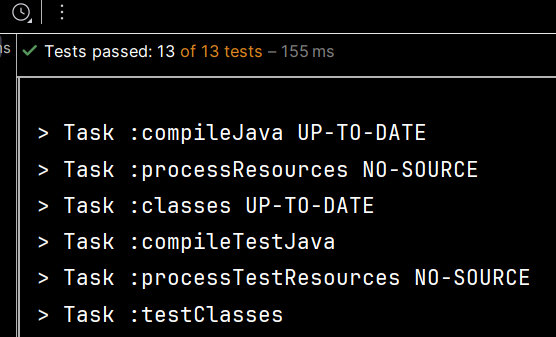 Tests passed: 13 of 13 tests – 155 ms
> Task :compileJava UP-TO-DATE
> Task :processResources NO-SOURCE
> Task :classes UP-TO-DATE
> Task :compileTestJava
> Task :processTestResources NO-SOURCE
> Task :testClasses